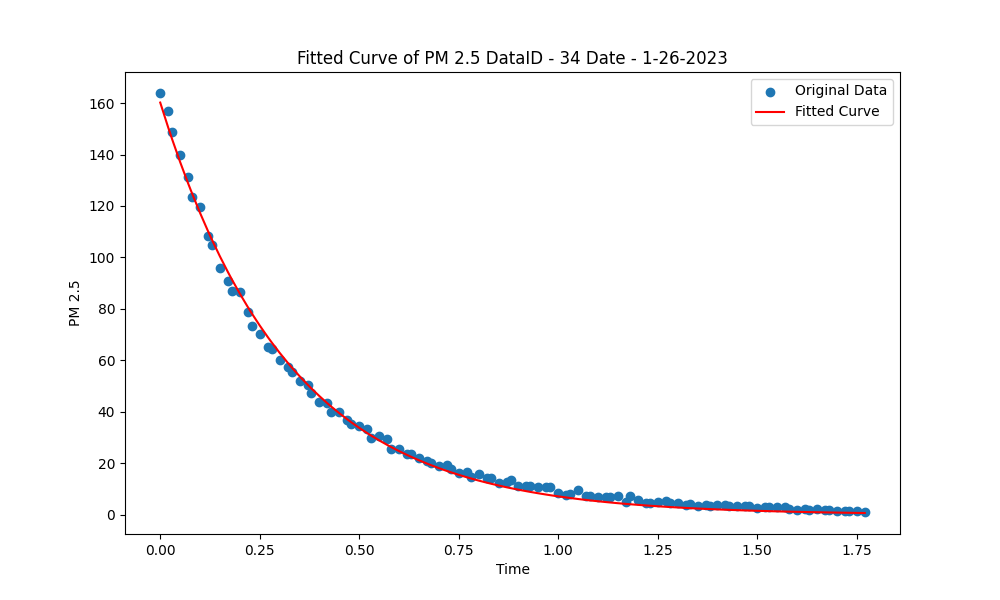 Fitted Curve of PM 2.5 DataID - 34 Date - 1-26-2023
Original Data
Fitted Curve
PM 2.5
160
140
120
100
80
60
40
20
0
0.00 0.25 0.50 0.75 1.00 1.25 1.50 1.75
Time